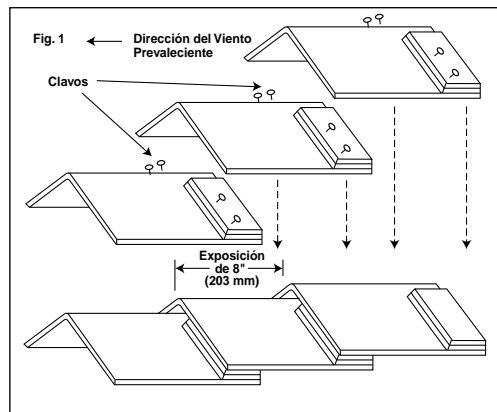 Fig. 1
Dirección del Viento
Prevaleciente
Clavos
Exposición
de 8"
(203 mm)